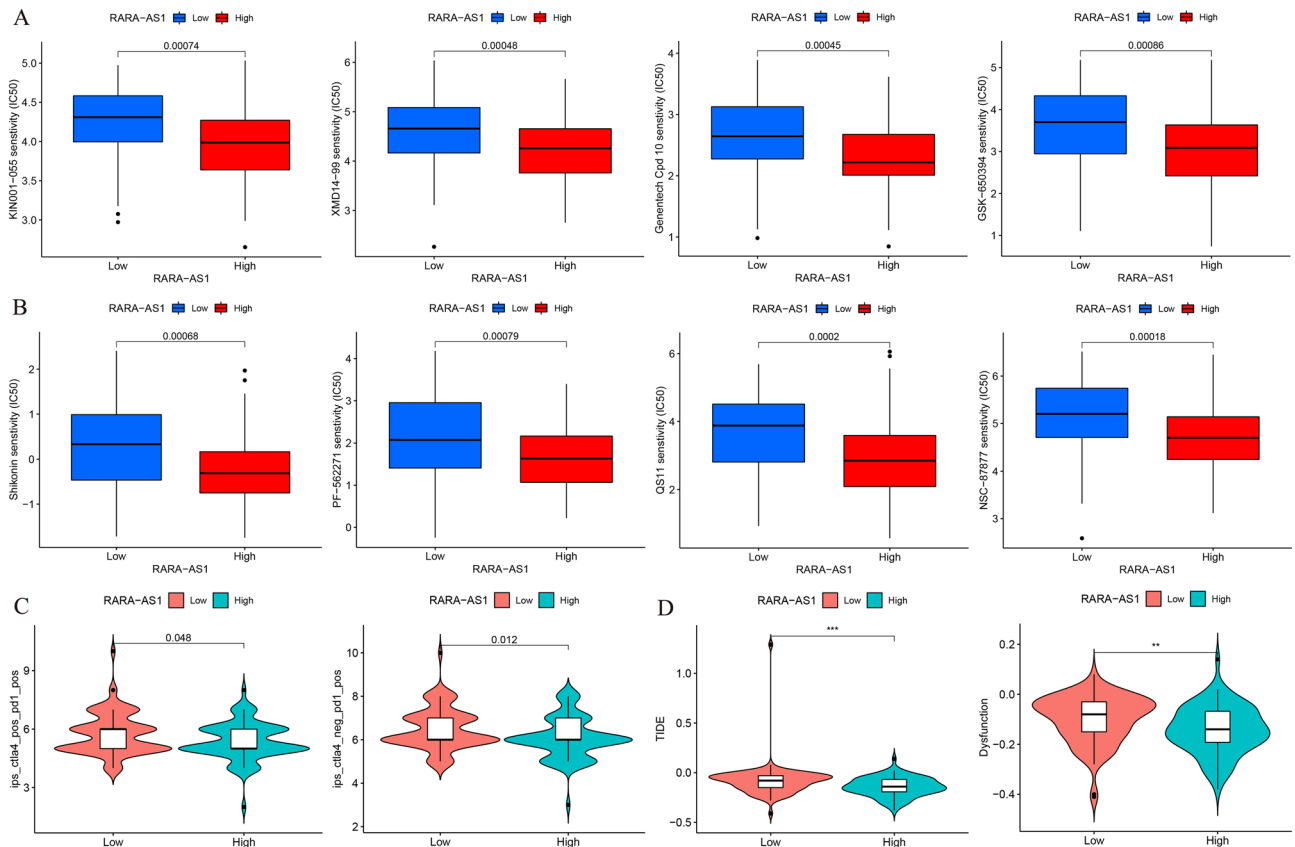 A
RARA−AS1 Low High
0.00074
KIN001−055 senstivity (IC50)
5.0
4.5
4.0
3.5
3.0
Low High
RARA−AS1
RARA−AS1 Low High
0.00048
XMD14−99 senstivity (IC50)
6
5
4
3
Low High
RARA−AS1
RARA−AS1 Low High
0.00045
Genentech Cpd 10 senstivity (IC50)
4
3
2
1
Low High
RARA−AS1
RARA−AS1 Low High
0.00086
GSK−650394 senstivity (IC50)
5
4
3
2
1
Low High
RARA−AS1
B
RARA−AS1 Low High
0.00068
Shikonin senstivity (IC50)
2
1
0
−1
Low High
RARA−AS1
RARA−AS1 Low High
0.00079
PF−562271 senstivity (IC50)
4
3
2
1
0
Low High
RARA−AS1
RARA−AS1 Low High
0.0002
QS11 senstivity (IC50)
6
4
2
Low High
RARA−AS1
RARA−AS1 Low High
0.00018
NSC−87877 senstivity (IC50)
6
5
4
3
Low High
RARA−AS1
C
RARA−AS1 Low High
0.048
ips_ctla4_pos_pd1_pos
9
6
3
Low High
RARA−AS1 Low High
0.012
ips_ctla4_neg_pd1_pos
10
8
6
4
2
Low High
D
RARA−AS1 Low High
***
TIDE
1.0
0.5
0.0
−0.5
Low High
RARA−AS1 Low High
**
Dysfunction
0.2
0.0
−0.2
−0.4
Low High